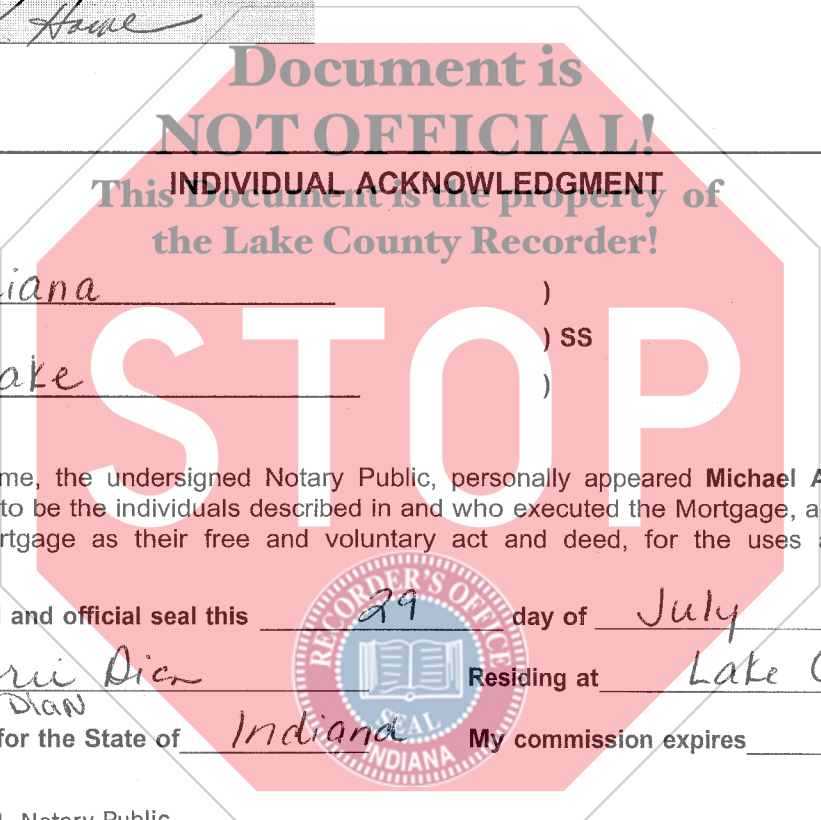 Home
Document is
NOT OFFICIAL!
INDIVIDUAL ACKNOWLEDGMENT
This Document is the property of
the Lake County Recorder!
iana )
) SS
ake )
STOP
me, the undersigned Notary Public, personally appeared Michael A
to be the individuals described in and who executed the Mortgage, a
rtgage as their free and voluntary act and deed, for the uses a
and official seal this 29 day of July
RECORDER'S OFFICE
SEAL
INDIANA
Residing at Lake C
DIAN
for the State of Indiana My commission expires
Notary Public